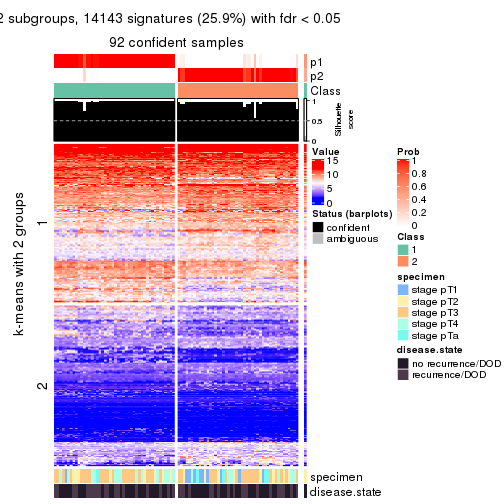 2 subgroups, 14143 signatures (25.9%) with fdr < 0.05
92 confident samples
p1
p2
Class
1
0.5
0
Silhouette
score
k-means with 2 groups
1
2
Value
15
10
5
0
Status (barplots)
confident
ambiguous
Prob
1
0.8
0.6
0.4
0.2
0
Class
1
2
specimen
stage pT1
stage pT2
stage pT3
stage pT4
stage pTa
disease.state
no recurrence/DOD
recurrence/DOD
specimen
disease.state